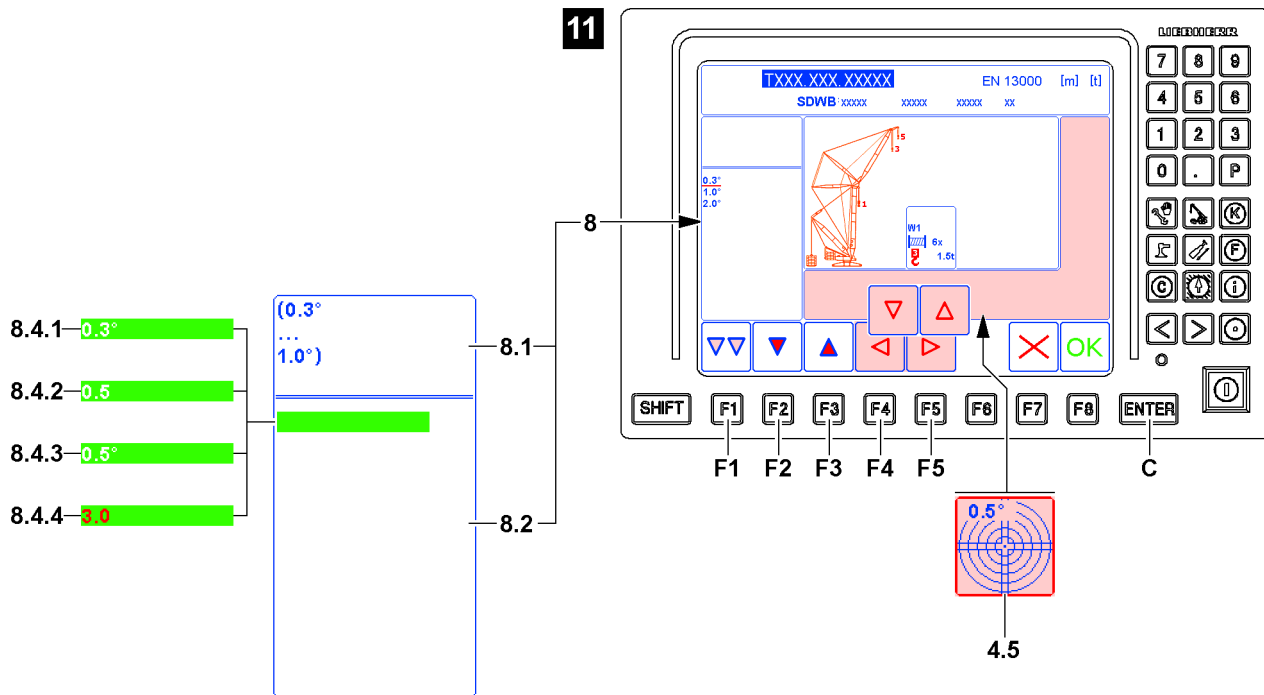 11
LIEBHERR
TXXX.XXX.XXXXX EN 13000 [m] [t]
SDWB: xxxxx xxxxx xxxxx xx
0.3°
1.0°
2.0°
5
3
1
2
W1
6x
3
1.5t
OK
7 8 9
4 5 6
1 2 3
0 . P
K
F
C i
SHIFT F1 F2 F3 F4 F5 F6 F7 F8 ENTER
F1 F2 F3 F4 F5 C
8
8.1
8.2
(0.3°
...
1.0°)
8.4.1 0.3°
8.4.2 0.5
8.4.3 0.5°
8.4.4 3.0
0.5°
4.5